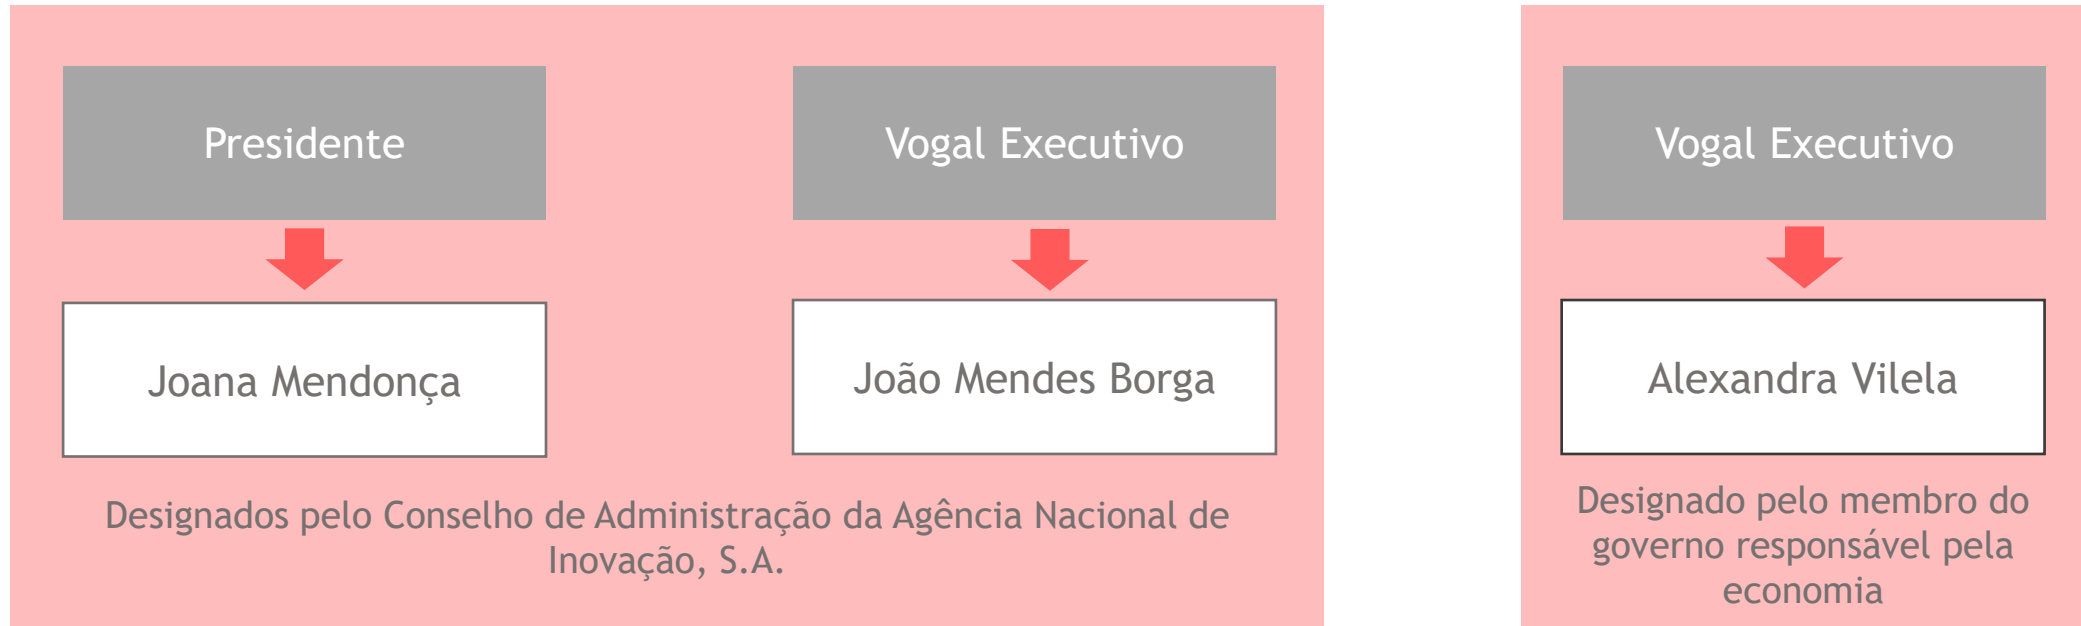 Presidente
Joana Mendonça
Vogal Executivo
João Mendes Borga
Designados pelo Conselho de Administração da Agência Nacional de
Inovação, S.A.
Vogal Executivo
Alexandra Vilela
Designado pelo membro do
governo responsável pela
economia